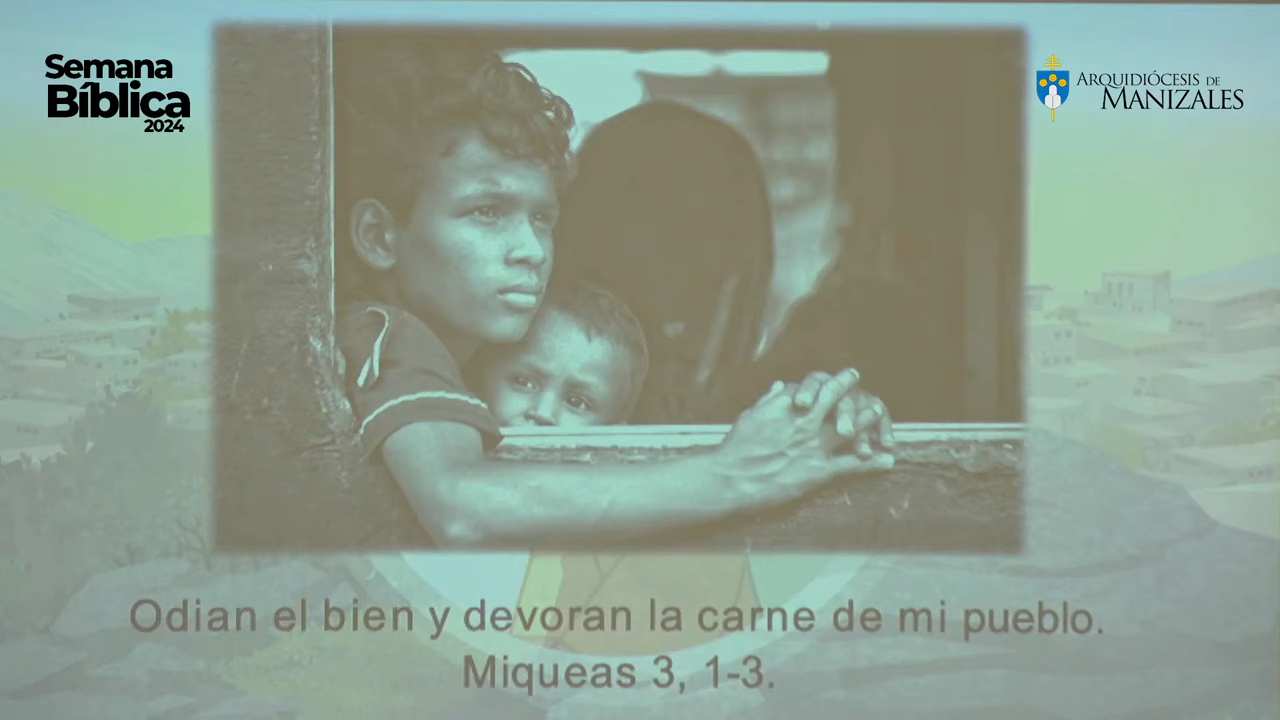 Semana
Bíblica
2024
ARQUIDIÓCESIS DE
MANIZALES
Odian el bien y devoran la carne de mi pueblo.
Miqueas 3, 1-3.